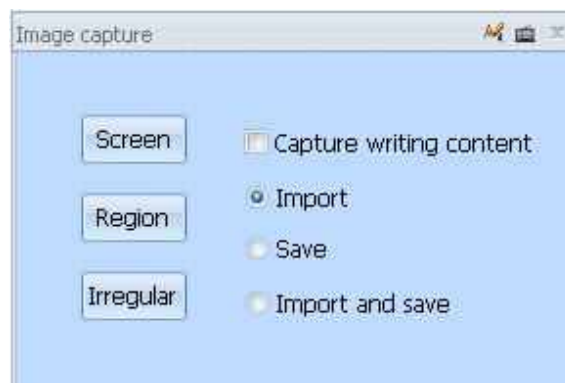 Image capture
Screen
Capture writing content
Import
Region
Save
Irregular
Import and save